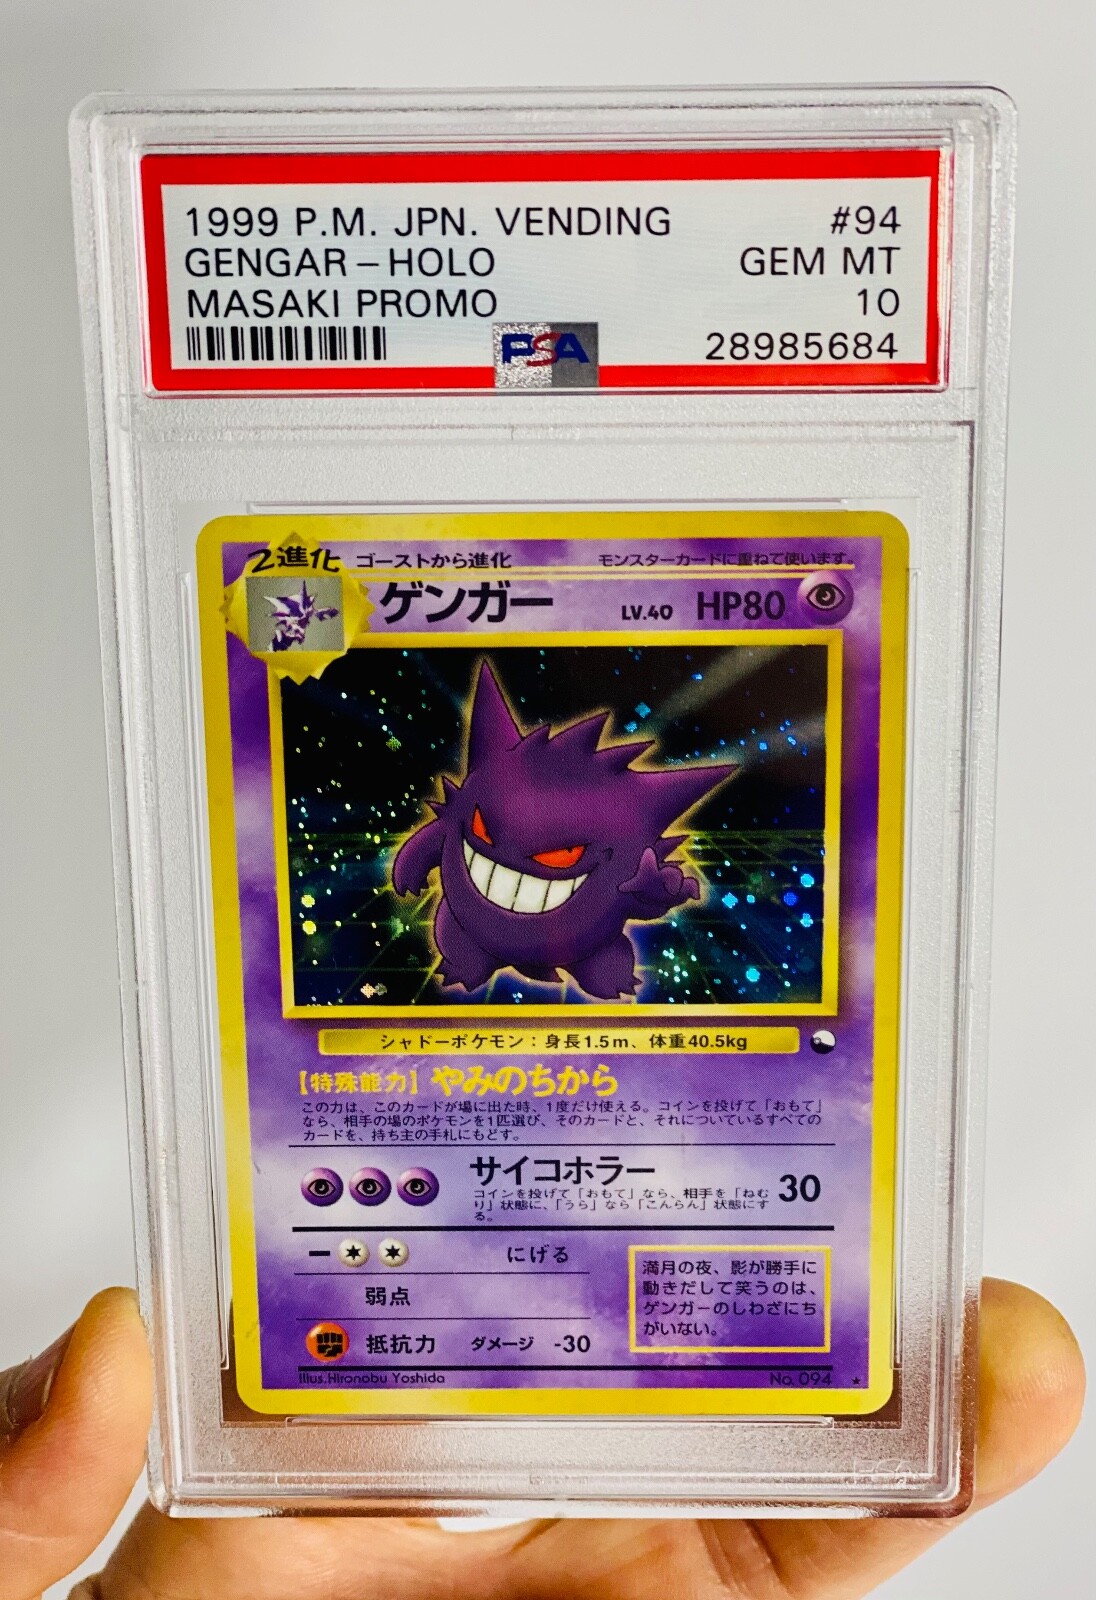 1999 P.M. JPN. VENDING #94
GENGAR-HOLO GEM MT
MASAKI PROMO 10
PSA 28985684
2進化 ゴーストから進化 モンスターカードに重ねて使います。
ゲンガー LV.40 HP80
シャドーポケモン：身長1.5m、体重40.5kg
【特殊能力】やみのちから
この力は、このカードが場に出た時、1度だけ使える。コインを投げて「おもて」
なら、相手の場のポケモンを1匹選び、そのカードと、それについているすべての
カードを、持ち主の手札にもどす。
サイコホラー 30
コインを投げて「おもて」なら、相手を「ねむ
り」状態に、「うら」なら「こんらん」状態にす
る。
にげる
弱点
抵抗力 ダメージ -30
満月の夜、影が勝手に
動きだして笑うのは、
ゲンガーのしわざにち
がいない。
Illus.Hironobu Yoshida No. 094 ★
PSA